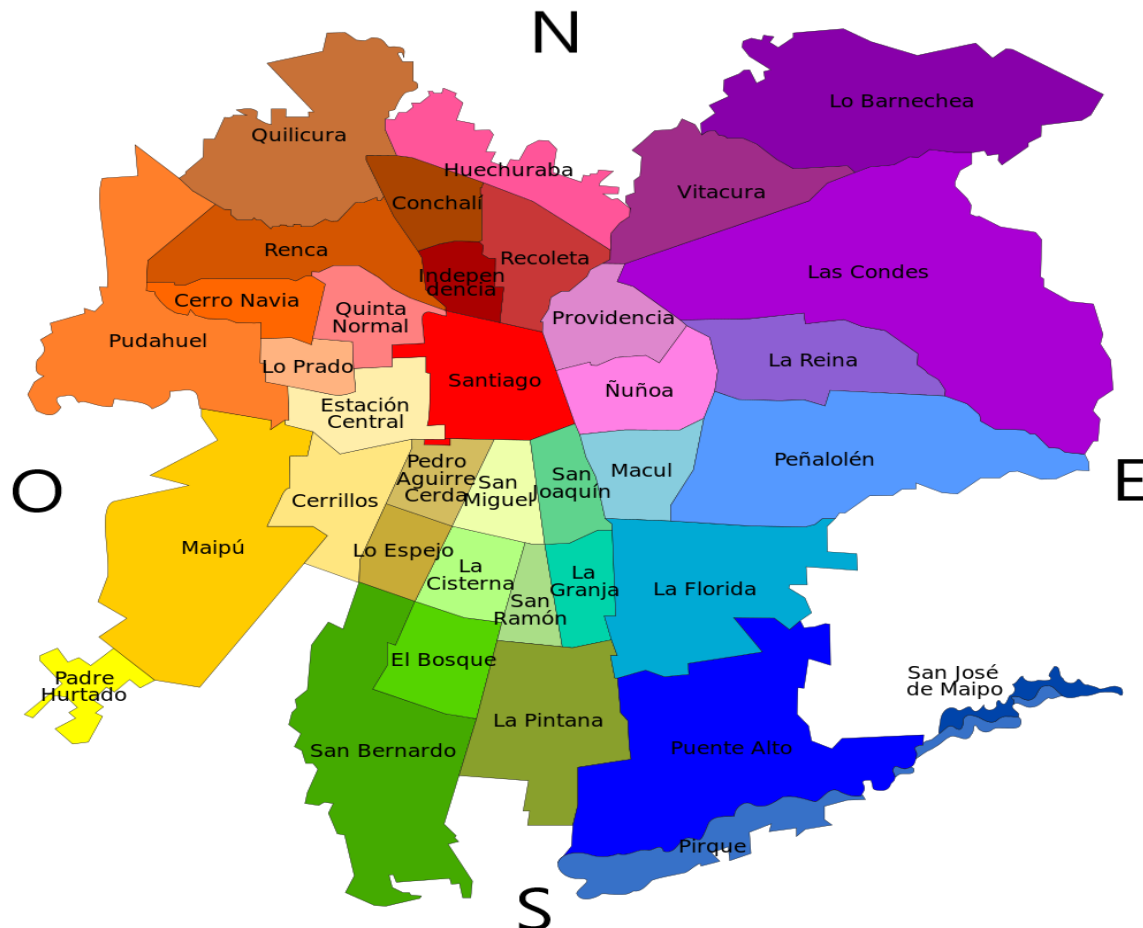 N
Lo Barnechea
Quilicura
Huechuraba
Vitacura
Conchalí
Renca
Recoleta
Las Condes
Indepen
dencia
Cerro Navia
Quinta
Normal
Providencia
Pudahuel
Lo Prado
Santiago
La Reina
Ñuñoa
Estación
Central
Pedro
Aguirre
Cerda
San
Miguel
San
Joaquín
Macul
Peñalolén
O
E
Cerrillos
Maipú
Lo Espejo
La
Cisterna
La
Granja
La Florida
San
Ramón
El Bosque
Padre
Hurtado
San José
de Maipo
La Pintana
San Bernardo
Puente Alto
Pirque
S